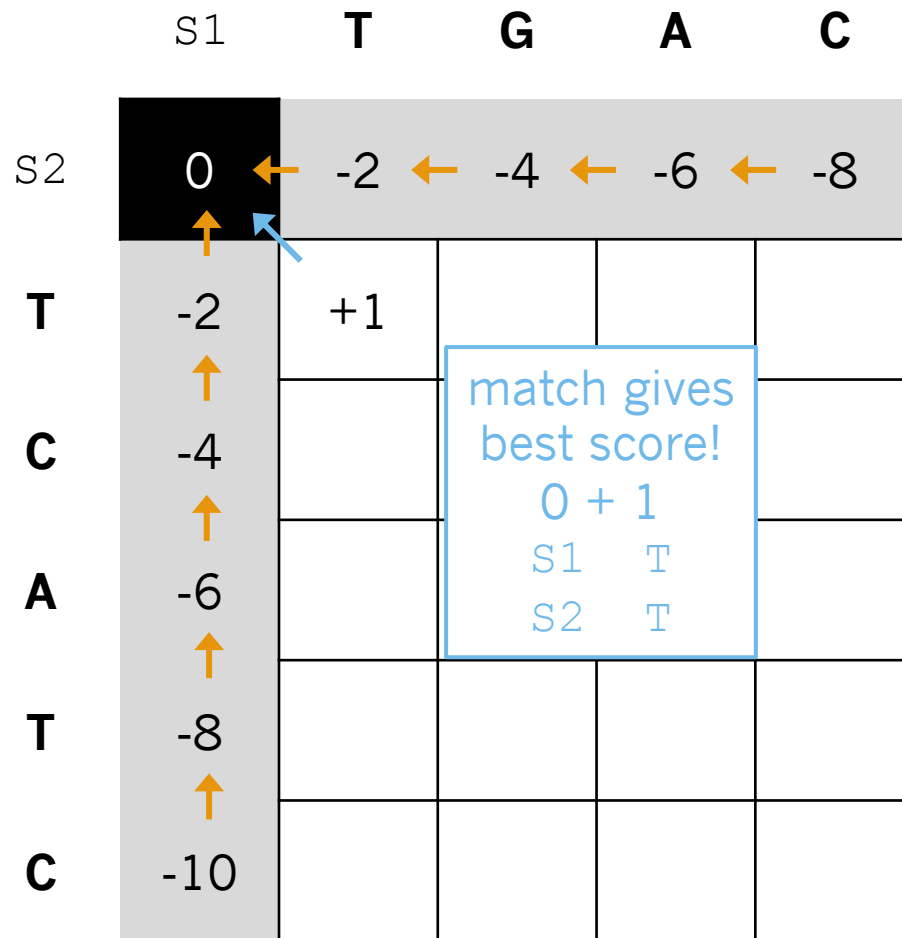 S1 T G A C
S2 0 -2 -4 -6 -8
T -2 +1
C -4
A -6
T -8
C -10
match gives
best score!
0 + 1
S1 T
S2 T